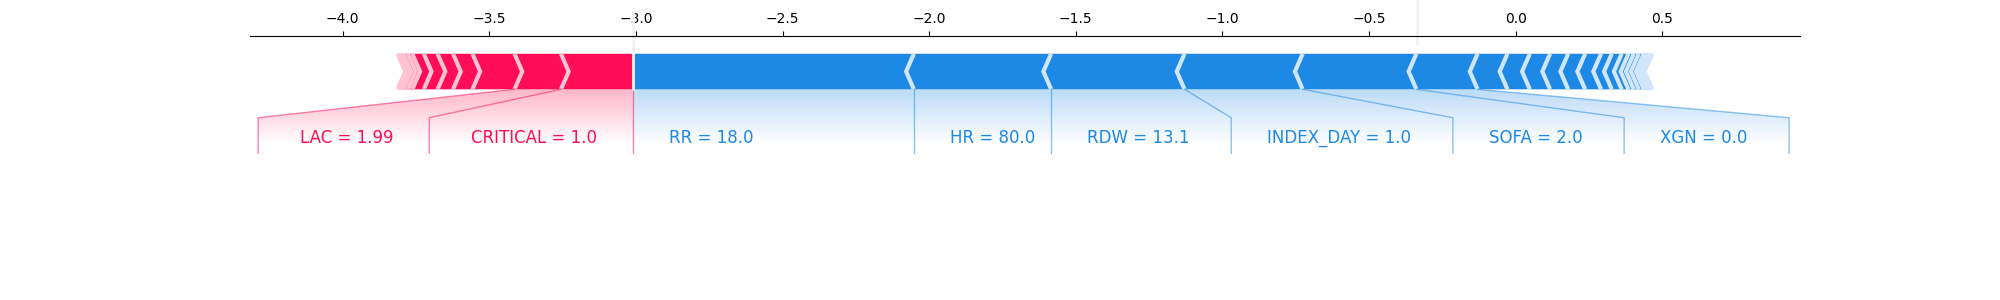 −4.0 −3.5 −3.0 −2.5 −2.0 −1.5 −1.0 −0.5 0.0 0.5
LAC = 1.99 CRITICAL = 1.0 RR = 18.0 HR = 80.0 RDW = 13.1 INDEX_DAY = 1.0 SOFA = 2.0 XGN = 0.0